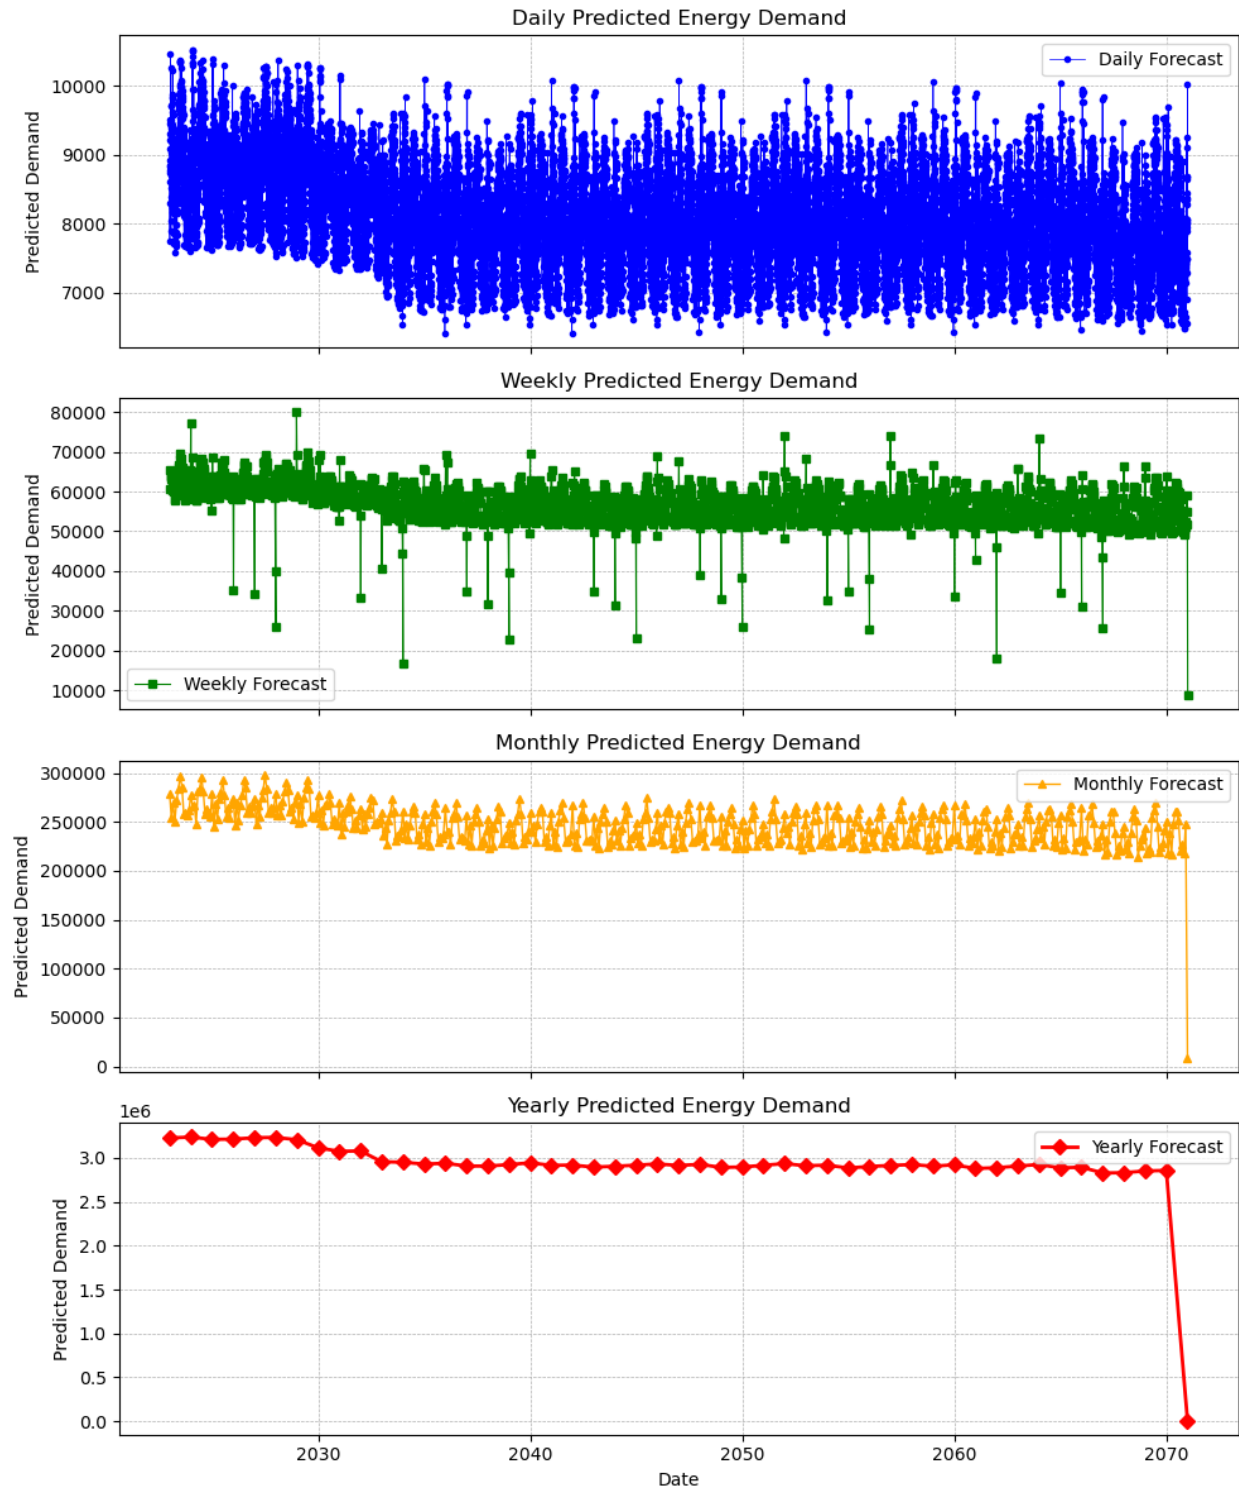 Daily Predicted Energy Demand
Predicted Demand
10000
9000
8000
7000
Daily Forecast
Weekly Predicted Energy Demand
Predicted Demand
80000
70000
60000
50000
40000
30000
20000
10000
Weekly Forecast
Monthly Predicted Energy Demand
Predicted Demand
300000
250000
200000
150000
100000
50000
0
Monthly Forecast
Yearly Predicted Energy Demand
1e6
Predicted Demand
3.0
2.5
2.0
1.5
1.0
0.5
0.0
Yearly Forecast
2030 2040 2050 2060 2070
Date